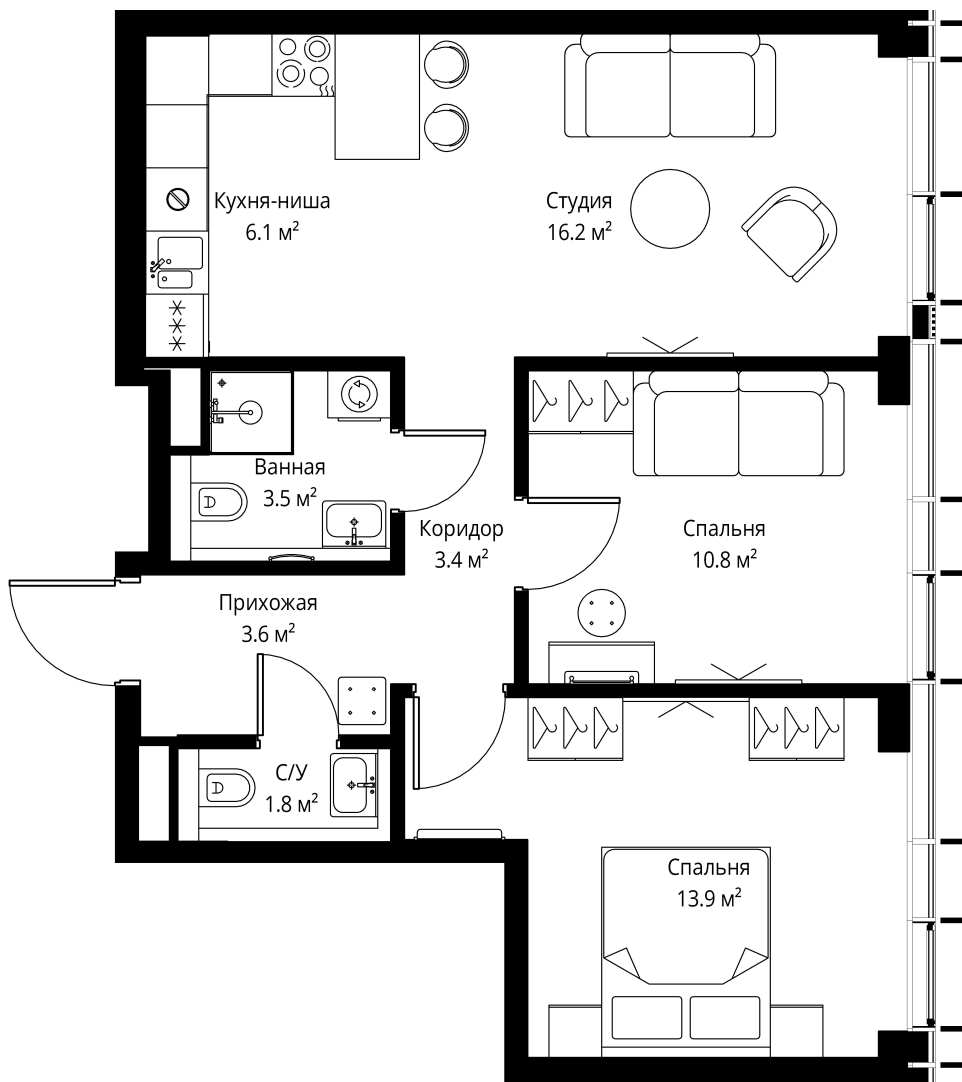 Кухня-ниша
6.1 м²
Студия
16.2 м²
Ванная
3.5 м²
Коридор
3.4 м²
Спальня
10.8 м²
Прихожая
3.6 м²
С/У
1.8 м²
Спальня
13.9 м²